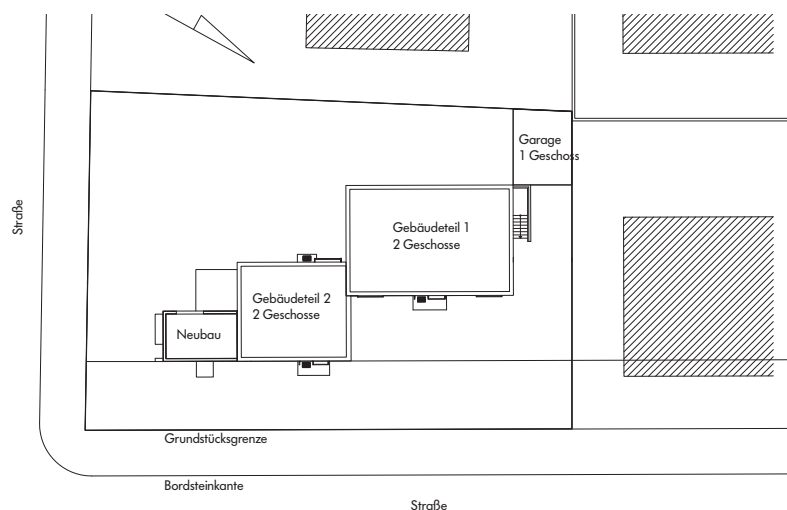 Garage
1 Geschoss
Straße
Gebäudeteil 1
2 Geschosse
Gebäudeteil 2
2 Geschosse
Neubau
Grundstücksgrenze
Bordsteinkante
Straße